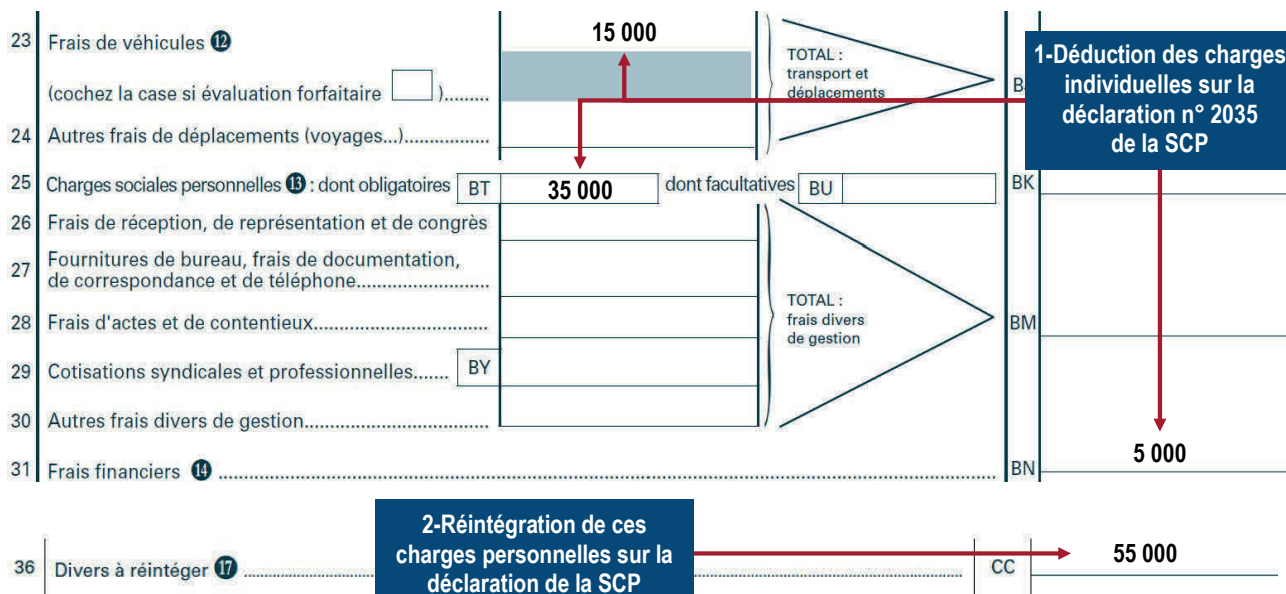 23 Frais de véhicules ⓬ 15 000
(cochez la case si évaluation forfaitaire ).........
TOTAL :
transport et
déplacements
1-Déduction des charges
individuelles sur la
déclaration n° 2035
de la SCP
24 Autres frais de déplacements (voyages...).................
25 Charges sociales personnelles ⓭ : dont obligatoires BT 35 000 dont facultatives BU BK
26 Frais de réception, de représentation et de congrès
27 Fournitures de bureau, frais de documentation,
de correspondance et de téléphone..........................
TOTAL :
frais divers
de gestion
28 Frais d'actes et de contentieux................................... BM
29 Cotisations syndicales et professionnelles....... BY
30 Autres frais divers de gestion.....................................
31 Frais financiers ⓮ ........................................ BN 5 000
2-Réintégration de ces
charges personnelles sur la
déclaration de la SCP
36 Divers à réintéger ⓱ ........................................ CC 55 000